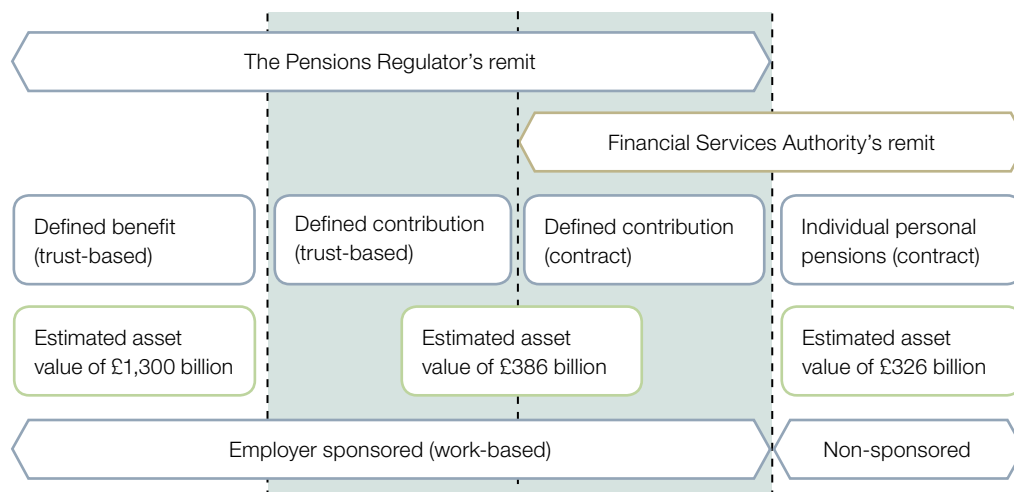 The Pensions Regulator’s remit
Financial Services Authority’s remit
Defined benefit
(trust-based)
Defined contribution
(trust-based)
Defined contribution
(contract)
Individual personal
pensions (contract)
Estimated asset
value of £1,300 billion
Estimated asset
value of £386 billion
Estimated asset
value of £326 billion
Employer sponsored (work-based)
Non-sponsored